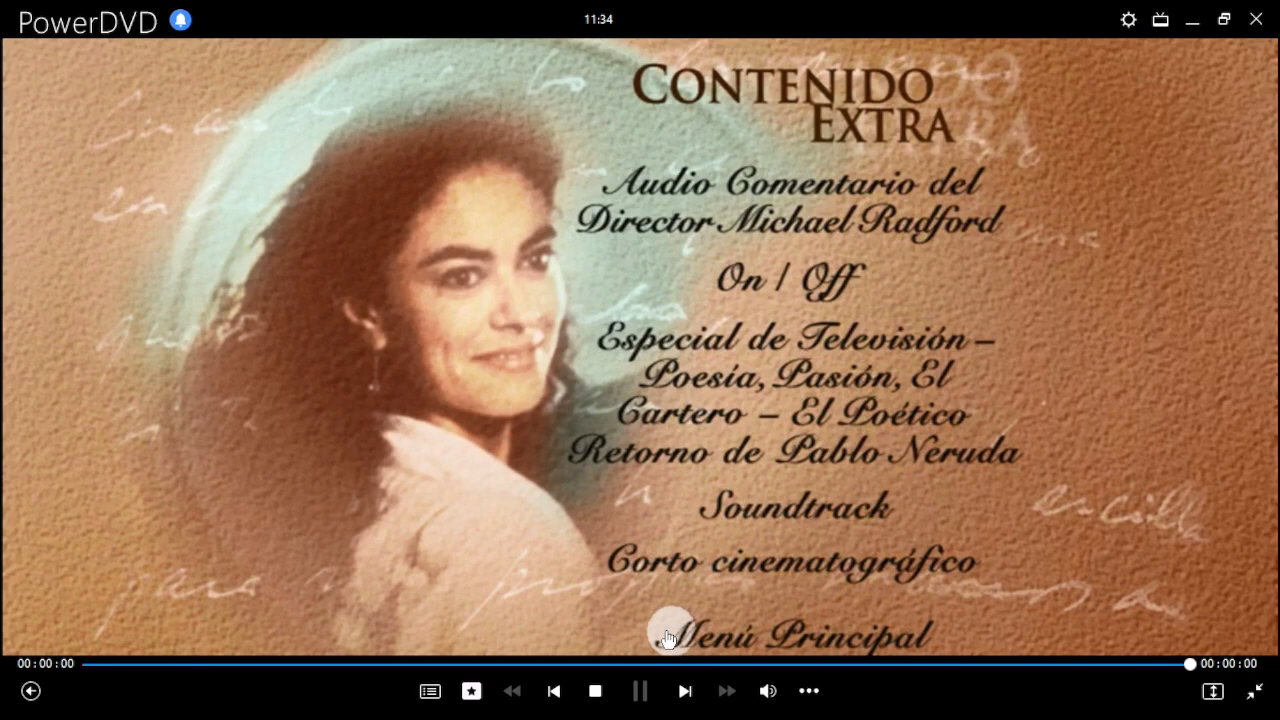 PowerDVD
11:34
CONTENIDO
EXTRA
Audio Comentario del
Director Michael Radford
On / Off
Especial de Televisión –
Poesía, Pasión, El
Cartero – El Poético
Retorno de Pablo Neruda
Soundtrack
Corto cinematográfico
Menú Principal
00:00:00
00:00:00